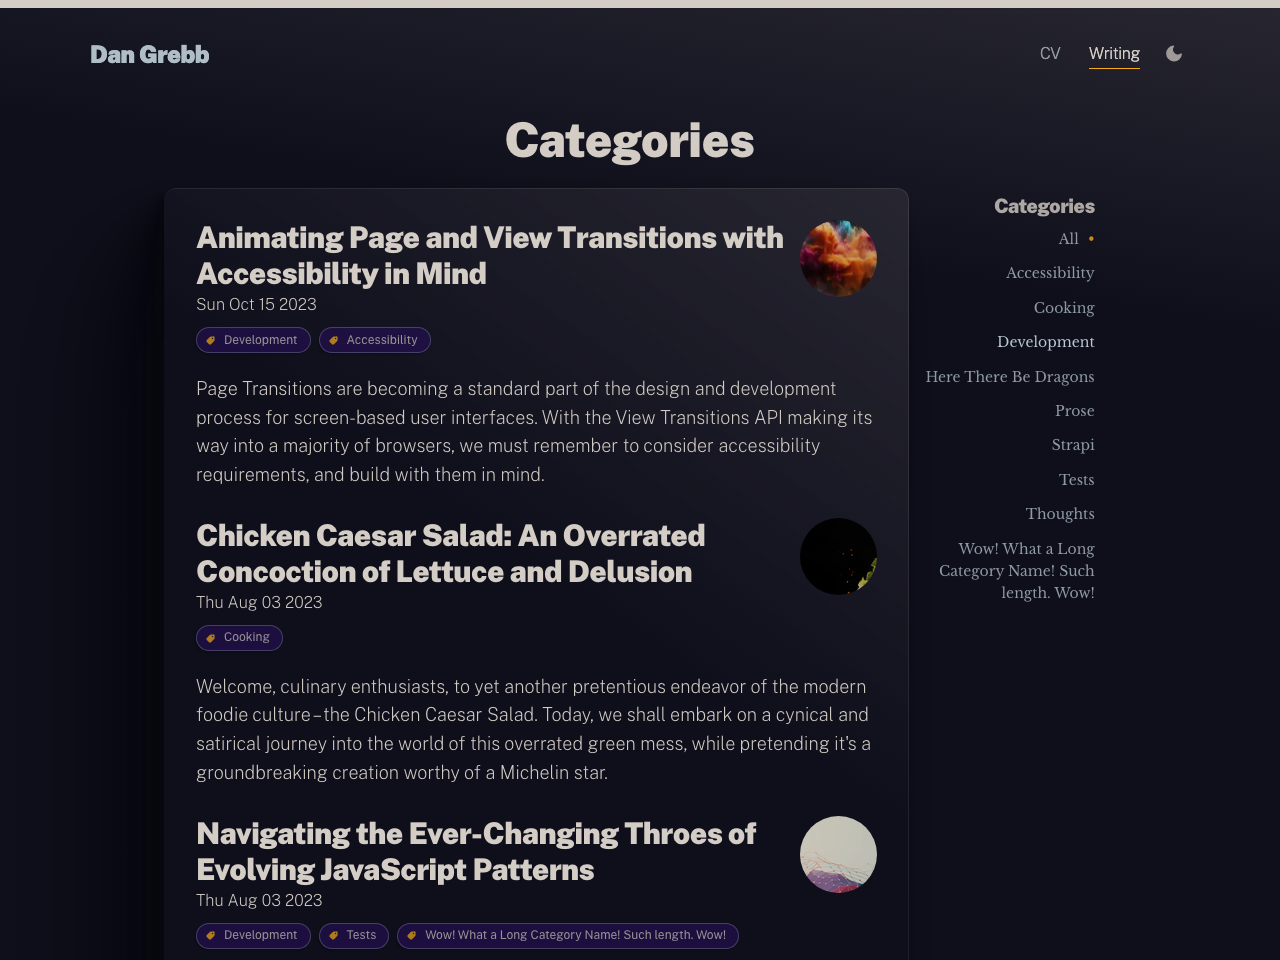 Dan Grebb
CV
Writing
Categories
Animating Page and View Transitions with
Accessibility in Mind
Sun Oct 15 2023
Development
Accessibility
Page Transitions are becoming a standard part of the design and development
process for screen-based user interfaces. With the View Transitions API making its
way into a majority of browsers, we must remember to consider accessibility
requirements, and build with them in mind.
Chicken Caesar Salad: An Overrated
Concoction of Lettuce and Delusion
Thu Aug 03 2023
Cooking
Welcome, culinary enthusiasts, to yet another pretentious endeavor of the modern
foodie culture – the Chicken Caesar Salad. Today, we shall embark on a cynical and
satirical journey into the world of this overrated green mess, while pretending it's a
groundbreaking creation worthy of a Michelin star.
Navigating the Ever-Changing Throes of
Evolving JavaScript Patterns
Thu Aug 03 2023
Development
Tests
Wow! What a Long Category Name! Such length. Wow!
Categories
All •
Accessibility
Cooking
Development
Here There Be Dragons
Prose
Strapi
Tests
Thoughts
Wow! What a Long
Category Name! Such
length. Wow!